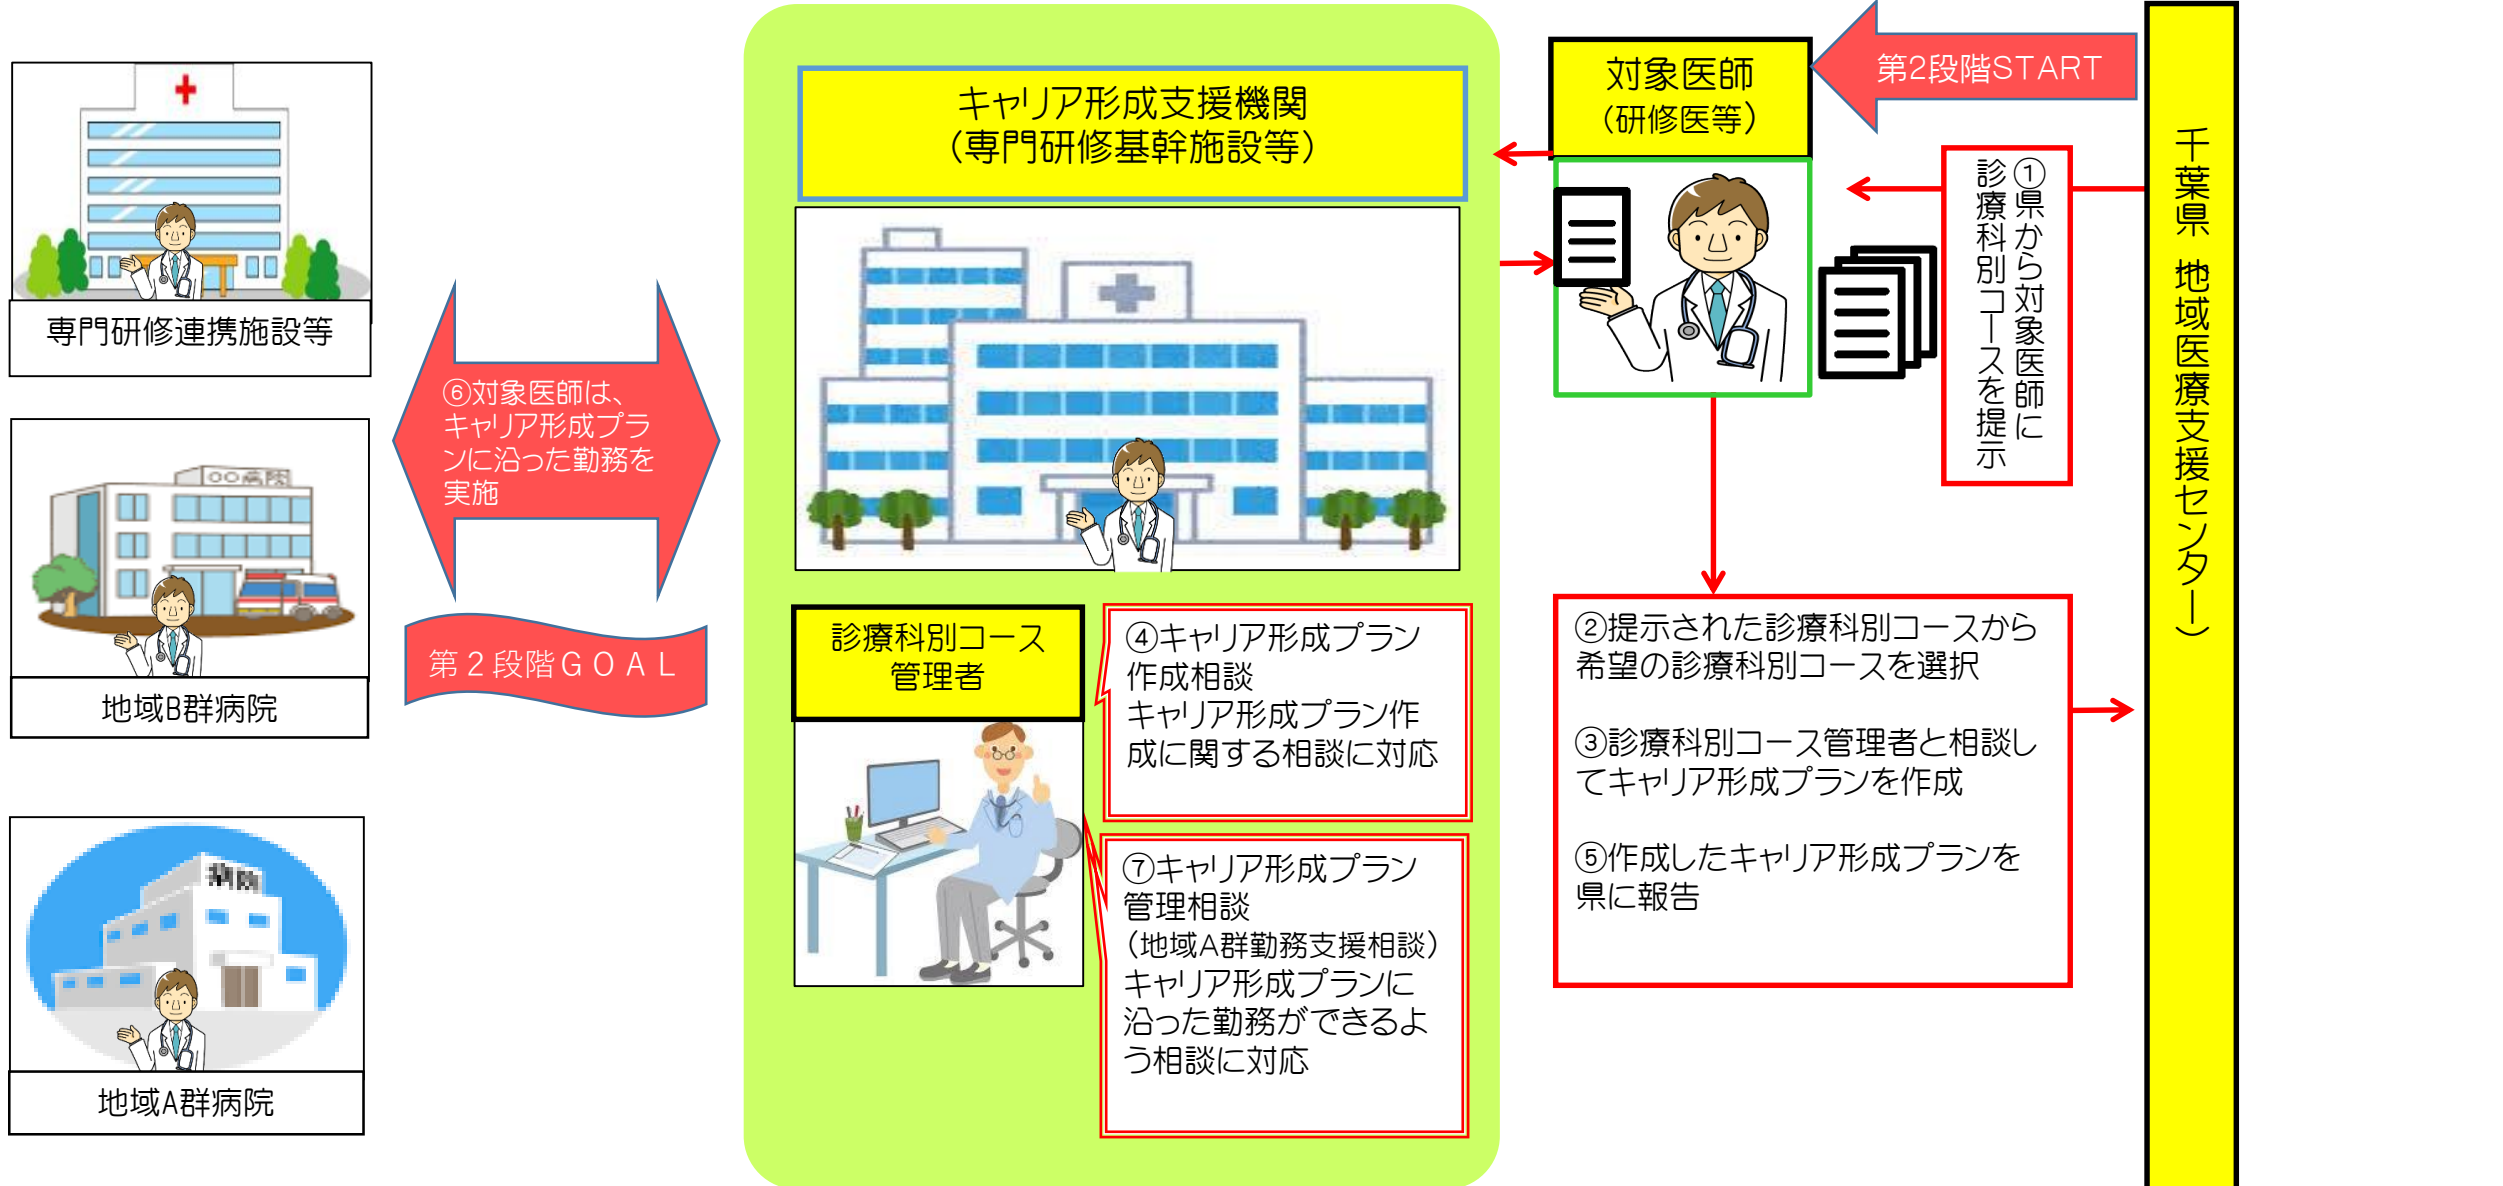 専門研修連携施設等
○○病院
地域B群病院
病院
地域A群病院
⑥対象医師は、
キャリア形成プラ
ンに沿った勤務を
実施
第２段階ＧＯＡＬ
キャリア形成支援機関
（専門研修基幹施設等）
診療科別コース
管理者
④キャリア形成プラン
作成相談
キャリア形成プラン作
成に関する相談に対応
⑦キャリア形成プラン
管理相談
（地域A群勤務支援相談）
キャリア形成プランに
沿った勤務ができるよ
う相談に対応
対象医師
（研修医等）
第2段階START
①県から対象医師に
診療科別コースを提示
②提示された診療科別コースから
希望の診療科別コースを選択
③診療科別コース管理者と相談し
てキャリア形成プランを作成
⑤作成したキャリア形成プランを
県に報告
千葉県 地域医療支援センター）